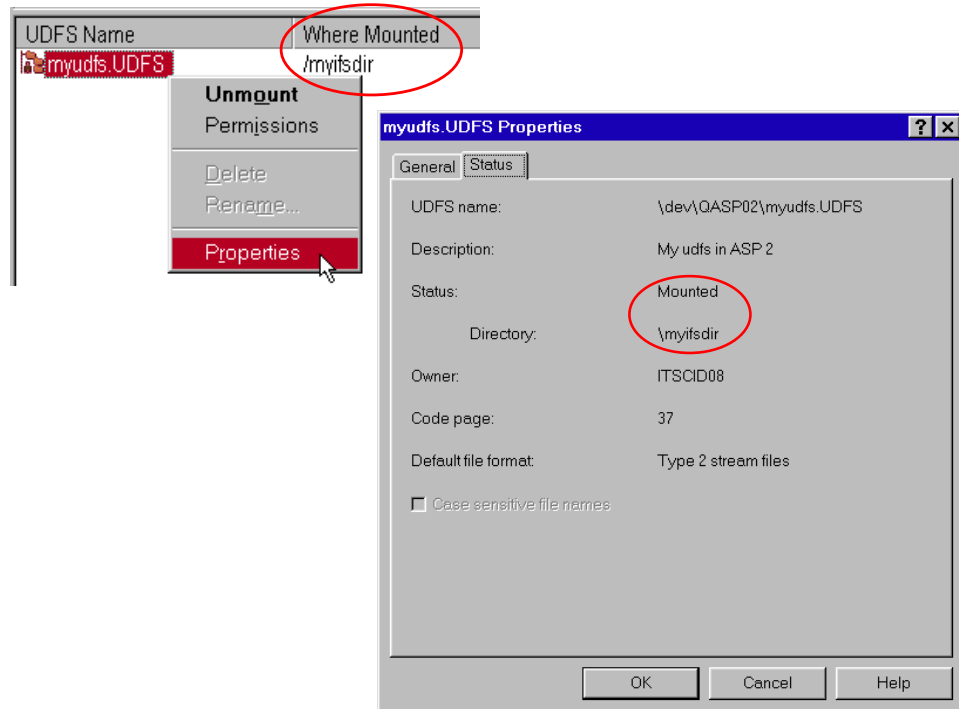 UDFS Name Where Mounted
myudfs.UDFS /myifsdir
Unmount
Permissions
Delete
Rename...
Properties
myudfs.UDFS Properties
General Status
UDFS name: \dev\QASP02\myudfs.UDFS
Description: My udfs in ASP 2
Status: Mounted
Directory: \myifsdir
Owner: ITSCID08
Code page: 37
Default file format: Type 2 stream files
Case sensitive file names
OK Cancel Help